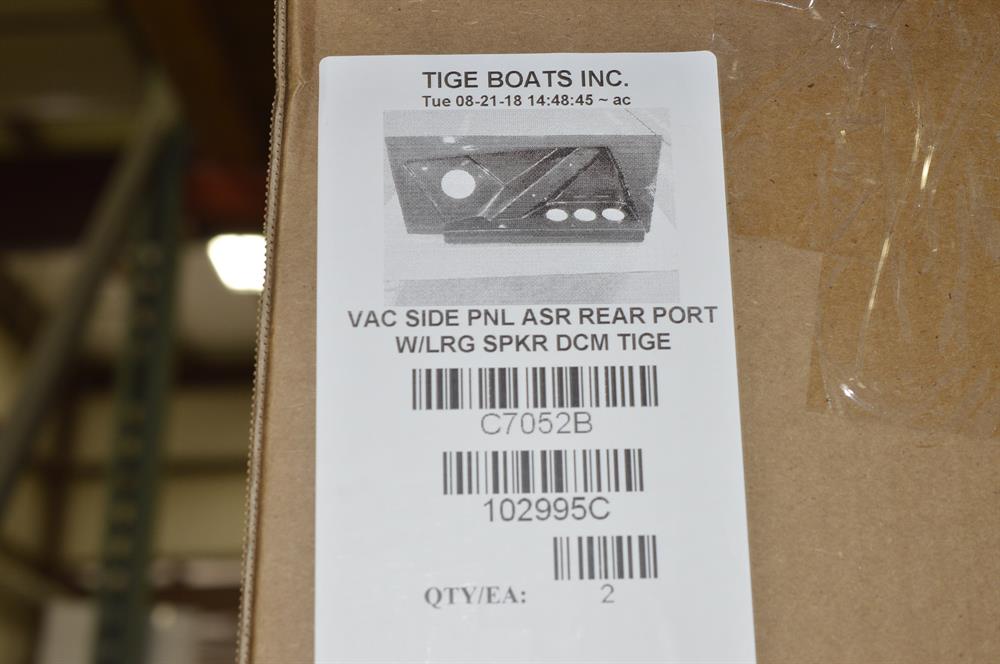 TIGE BOATS INC.
Tue 08-21-18 14:48:45 ~ ac
VAC SIDE PNL ASR REAR PORT
W/LRG SPKR DCM TIGE
C7052B
102995C
QTY/EA: 2